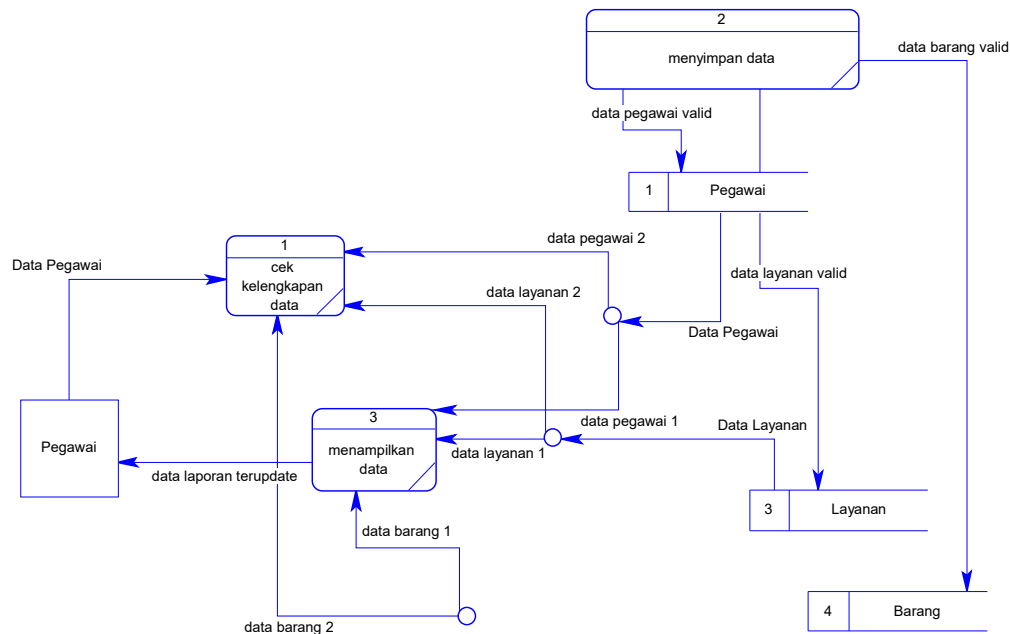 2
menyimpan data
data barang valid
data pegawai valid
1
Pegawai
data pegawai 2
1
cek
kelengkapan
data
Data Pegawai
data layanan valid
data layanan 2
Data Pegawai
3
menampilkan
data
data pegawai 1
Data Layanan
Pegawai
data layanan 1
data laporan terupdate
3
Layanan
data barang 1
4
Barang
data barang 2